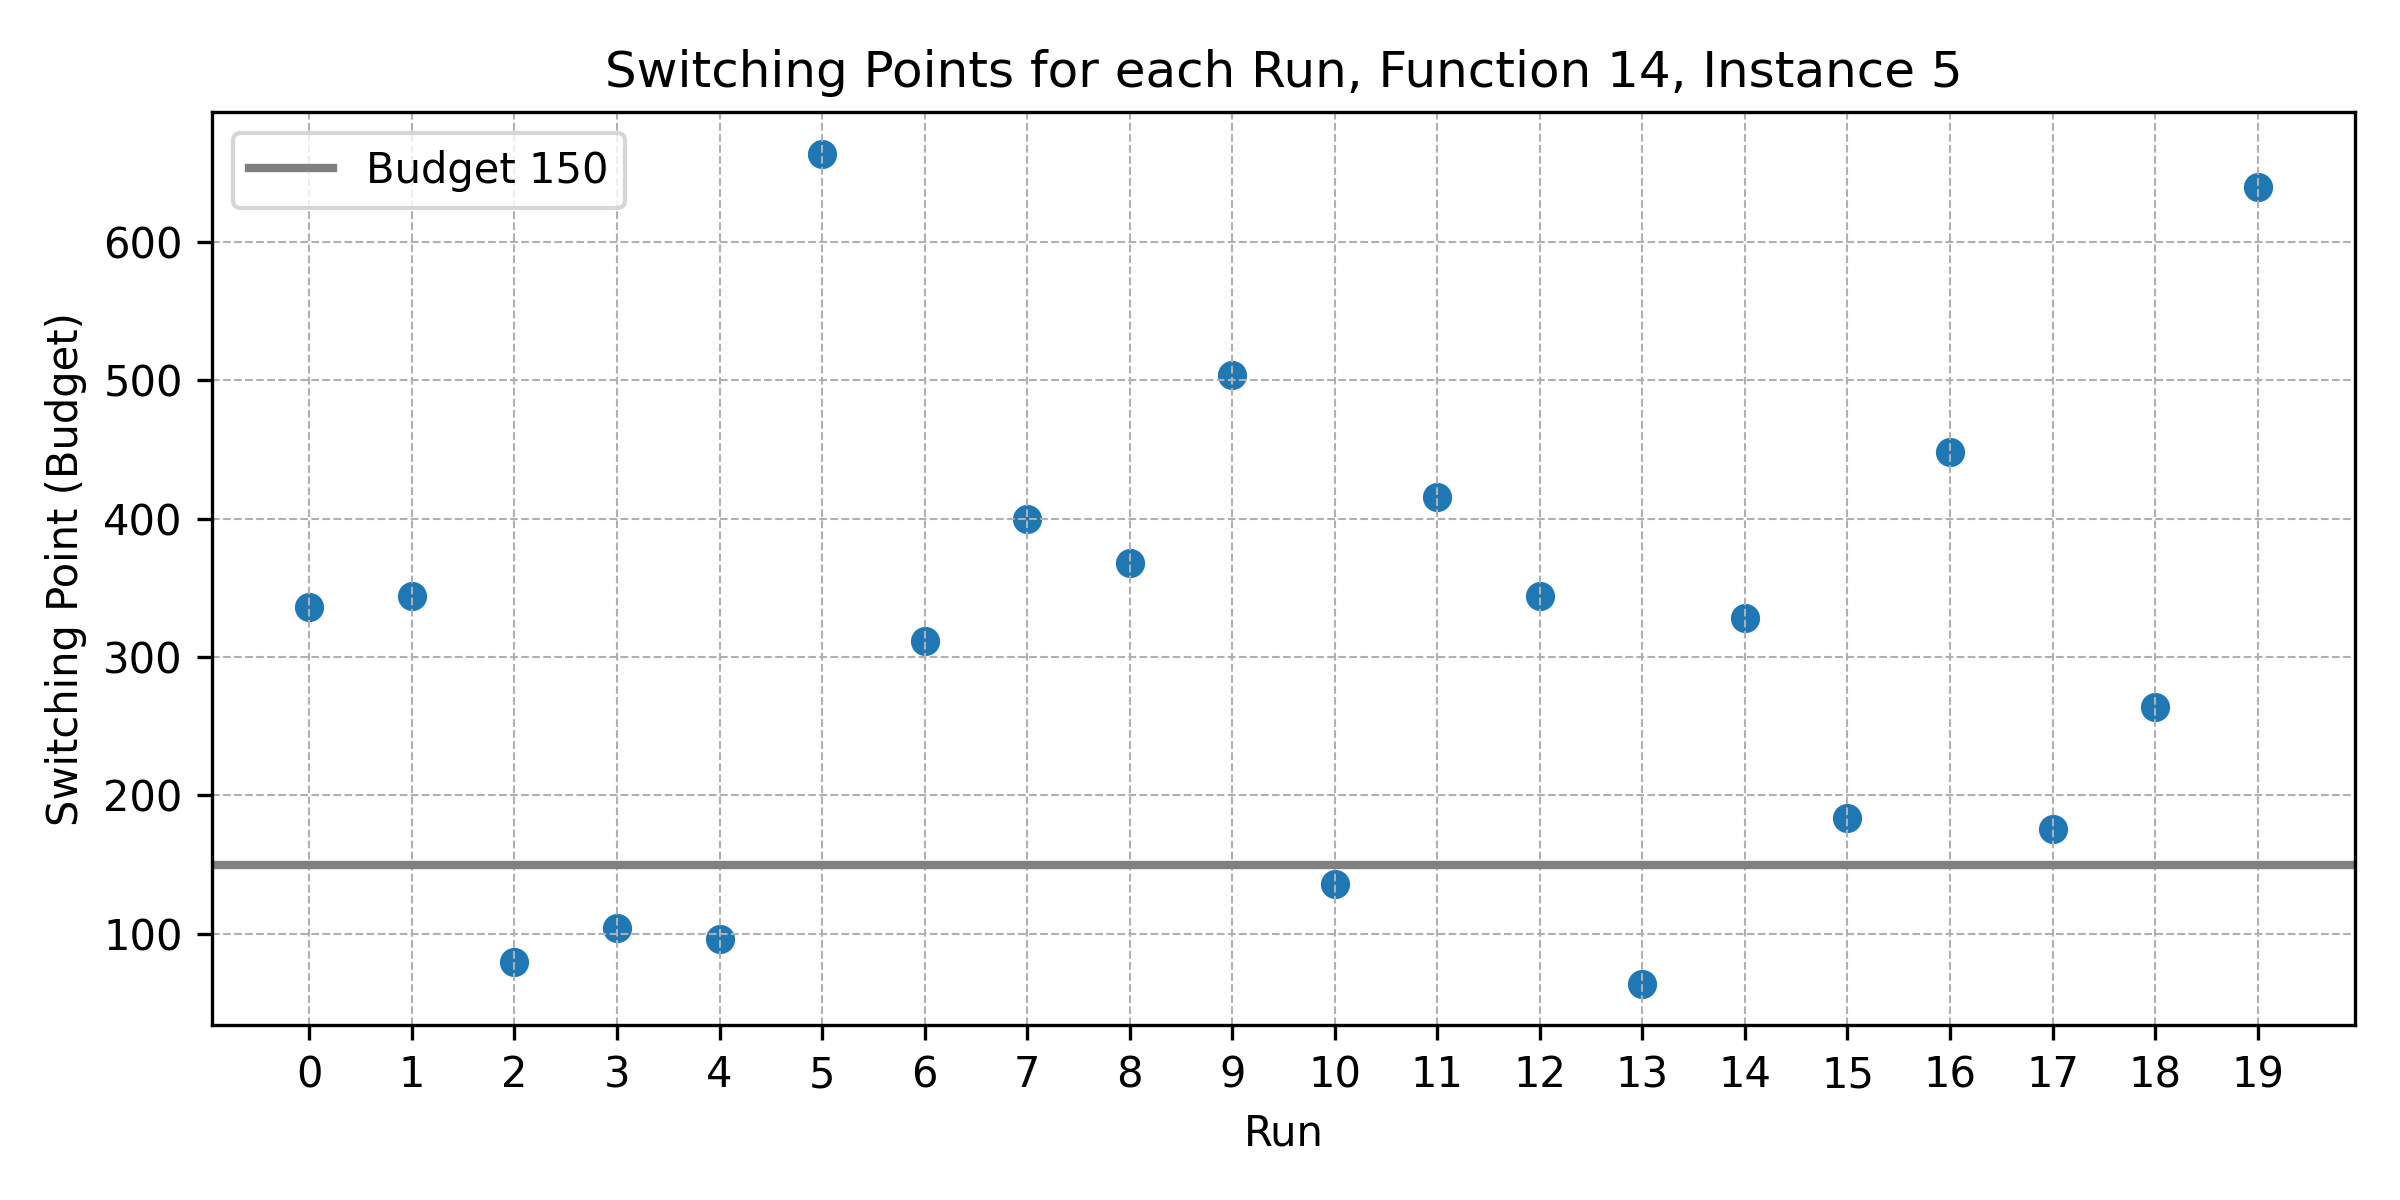 Switching Points for each Run, Function 14, Instance 5
Budget 150
Switching Point (Budget)
600
500
400
300
200
100
0 1 2 3 4 5 6 7 8 9 10 11 12 13 14 15 16 17 18 19
Run